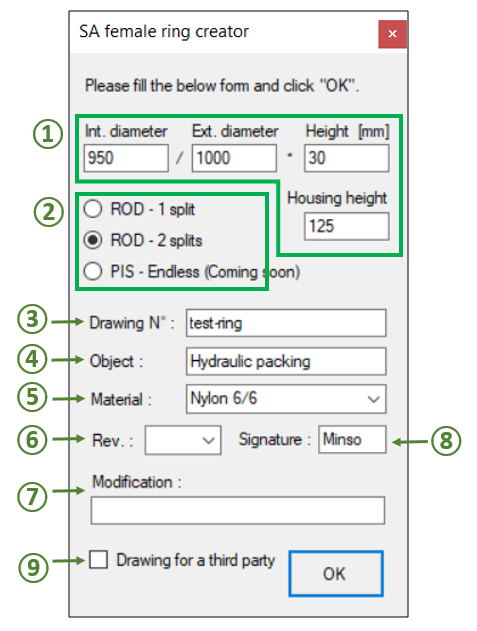 SA female ring creator ×
Please fill the below form and click "OK".
① Int. diameter Ext. diameter Height [mm]
950 / 1000 * 30
Housing height
125
② ROD - 1 split
ROD - 2 splits
PIS - Endless (Coming soon)
③ Drawing N° : test-ring
④ Object : Hydraulic packing
⑤ Material : Nylon 6/6
⑥ Rev. : Signature : Minso ⑧
⑦ Modification :
⑨ Drawing for a third party OK